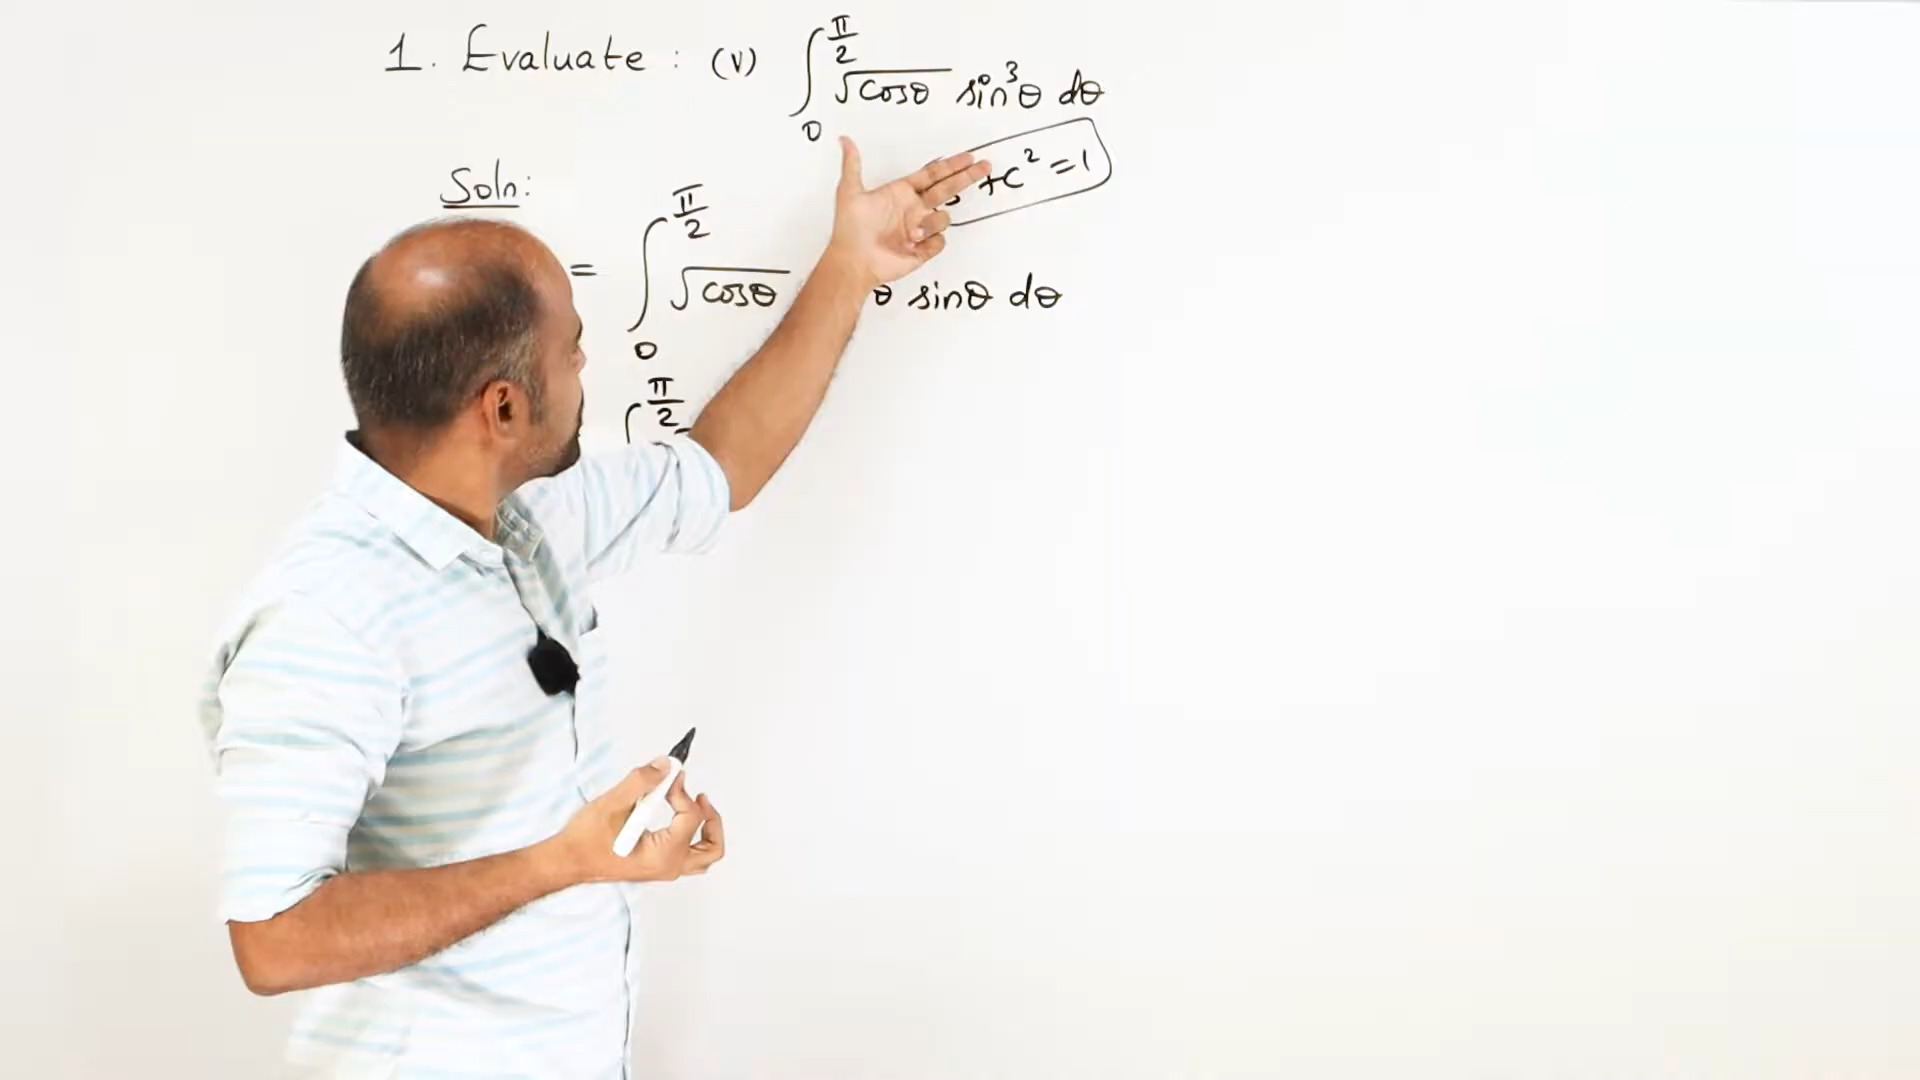 1. Evaluate : (v) ∫₀^(π/2) √cosθ sin³θ dθ
+c² = 1
Soln:
= ∫₀^(π/2) √cosθ θ sinθ dθ
∫^(π/2)